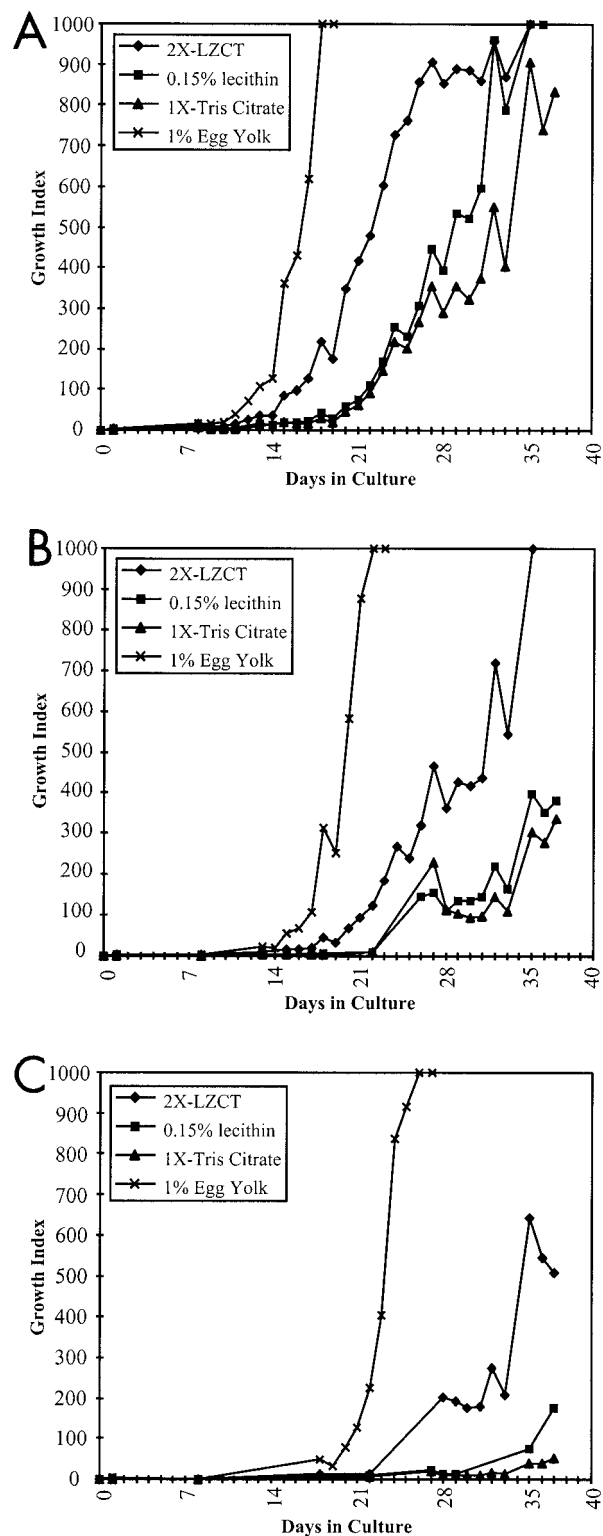 A
1000
900
800
700
600
500
400
300
200
100
0
Growth Index
2X-LZCT
0.15% lecithin
1X-Tris Citrate
1% Egg Yolk
0
7
14
21
28
35
40
Days in Culture
B
1000
900
800
700
600
500
400
300
200
100
0
Growth Index
2X-LZCT
0.15% lecithin
1X-Tris Citrate
1% Egg Yolk
0
7
14
21
28
35
40
Days in Culture
C
1000
900
800
700
600
500
400
300
200
100
0
Growth Index
2X-LZCT
0.15% lecithin
1X-Tris Citrate
1% Egg Yolk
0
7
14
21
28
35
40
Days in Culture